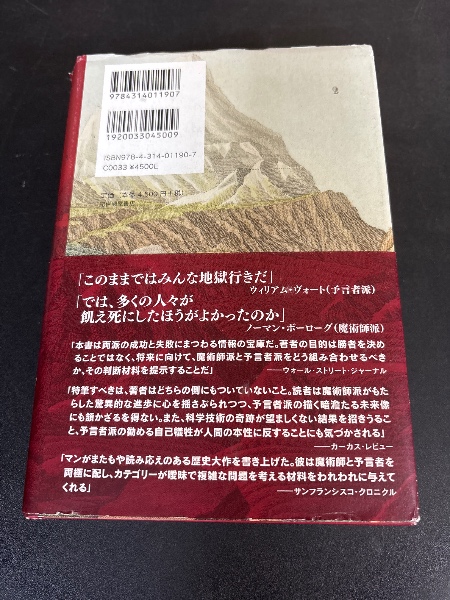 9784314011907
1920033045009
ISBN978-4-314-01190-7
C0033 ¥4500E
「このままではみんな地獄行きだ」
ウィリアム・ヴォート(予言者派)
「では、多くの人々が
飢え死にしたほうがよかったのか」
ノーマン・ボーローグ(魔術師派)
「本書は両派の成功と失敗にまつわる情報の宝庫だ。著者の目的は勝者を決め
ることではなく、将来に向けて、魔術師派と予言者派をどう組み合わせるべき
か、その判断材料を提示することだ」
——ウォール・ストリート・ジャーナル
「特筆すべきは、著者はどちらの側にもついていないこと。読者は魔術師派がもた
らした驚異的な進歩に心を揺さぶられつつ、予言者派の描く暗澹たる未来像
にも頷かざるを得ない。また、科学技術の奇跡が望ましくない結果を招きうるこ
と、予言者派の勧める自己犠牲が人間の本性に反することにも気づかされる」
——カーカス・レビュー
「マンがまたもや読み応えのある歴史大作を書き上げた。彼は魔術師と予言者を
両極に配し、カテゴリーが曖昧で複雑な問題を考える材料をわれわれに与えて
くれる」
——サンフランシスコ・クロニクル